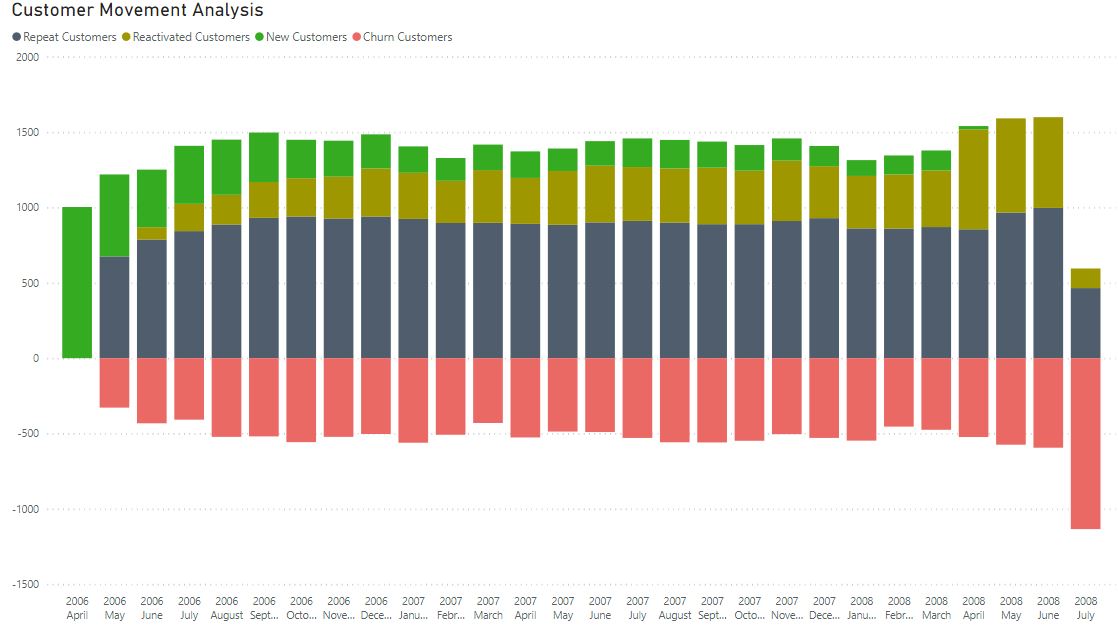 Customer Movement Analysis
Repeat Customers Reactivated Customers New Customers Churn Customers
2000
1500
1000
500
0
-500
-1000
-1500
2006 2006 2006 2006 2006 2006 2006 2006 2006 2007 2007 2007 2007 2007 2007 2007 2007 2007 2007 2007 2007 2008 2008 2008 2008 2008 2008 2008
April May June July August Sept... Octo... Nove... Dece... Janu... Febr... March April May June July August Sept... Octo... Nove... Dece... Janu... Febr... March April May June July